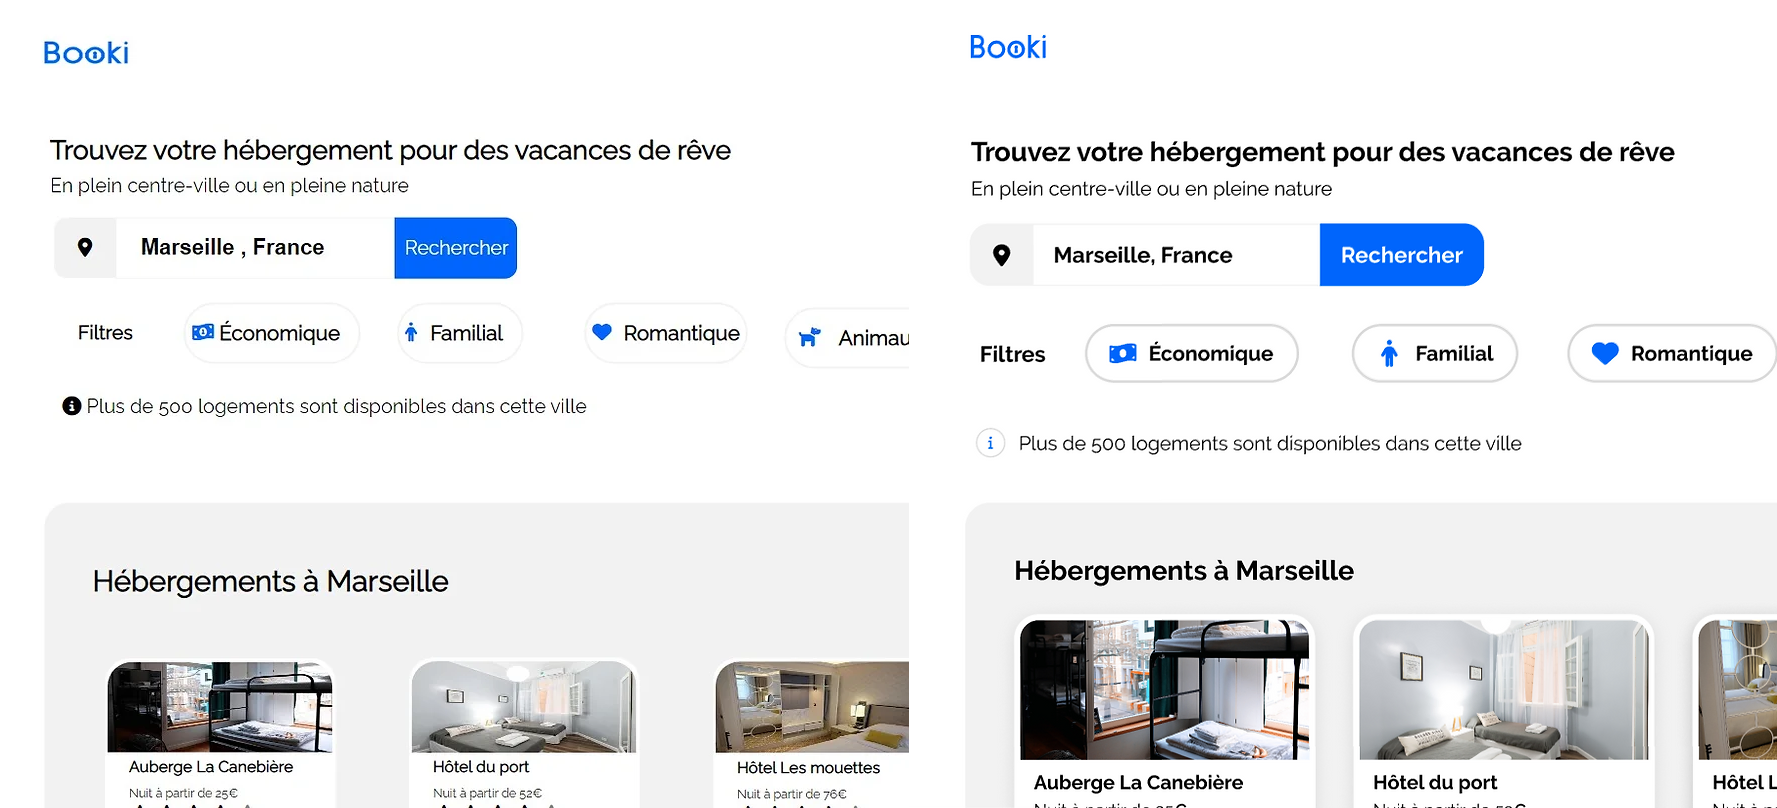 Booki
Trouvez votre hébergement pour des vacances de rêve
En plein centre-ville ou en pleine nature
Marseille , France
Rechercher
Filtres
Économique
Familial
Romantique
Animau
Plus de 500 logements sont disponibles dans cette ville
Hébergements à Marseille
Auberge La Canebière
Nuit à partir de 25€
Hôtel du port
Nuit à partir de 52€
Hôtel Les mouettes
Nuit à partir de 76€
Booki
Trouvez votre hébergement pour des vacances de rêve
En plein centre-ville ou en pleine nature
Marseille, France
Rechercher
Filtres
Économique
Familial
Romantique
Plus de 500 logements sont disponibles dans cette ville
Hébergements à Marseille
Auberge La Canebière
Hôtel du port
Hôtel L